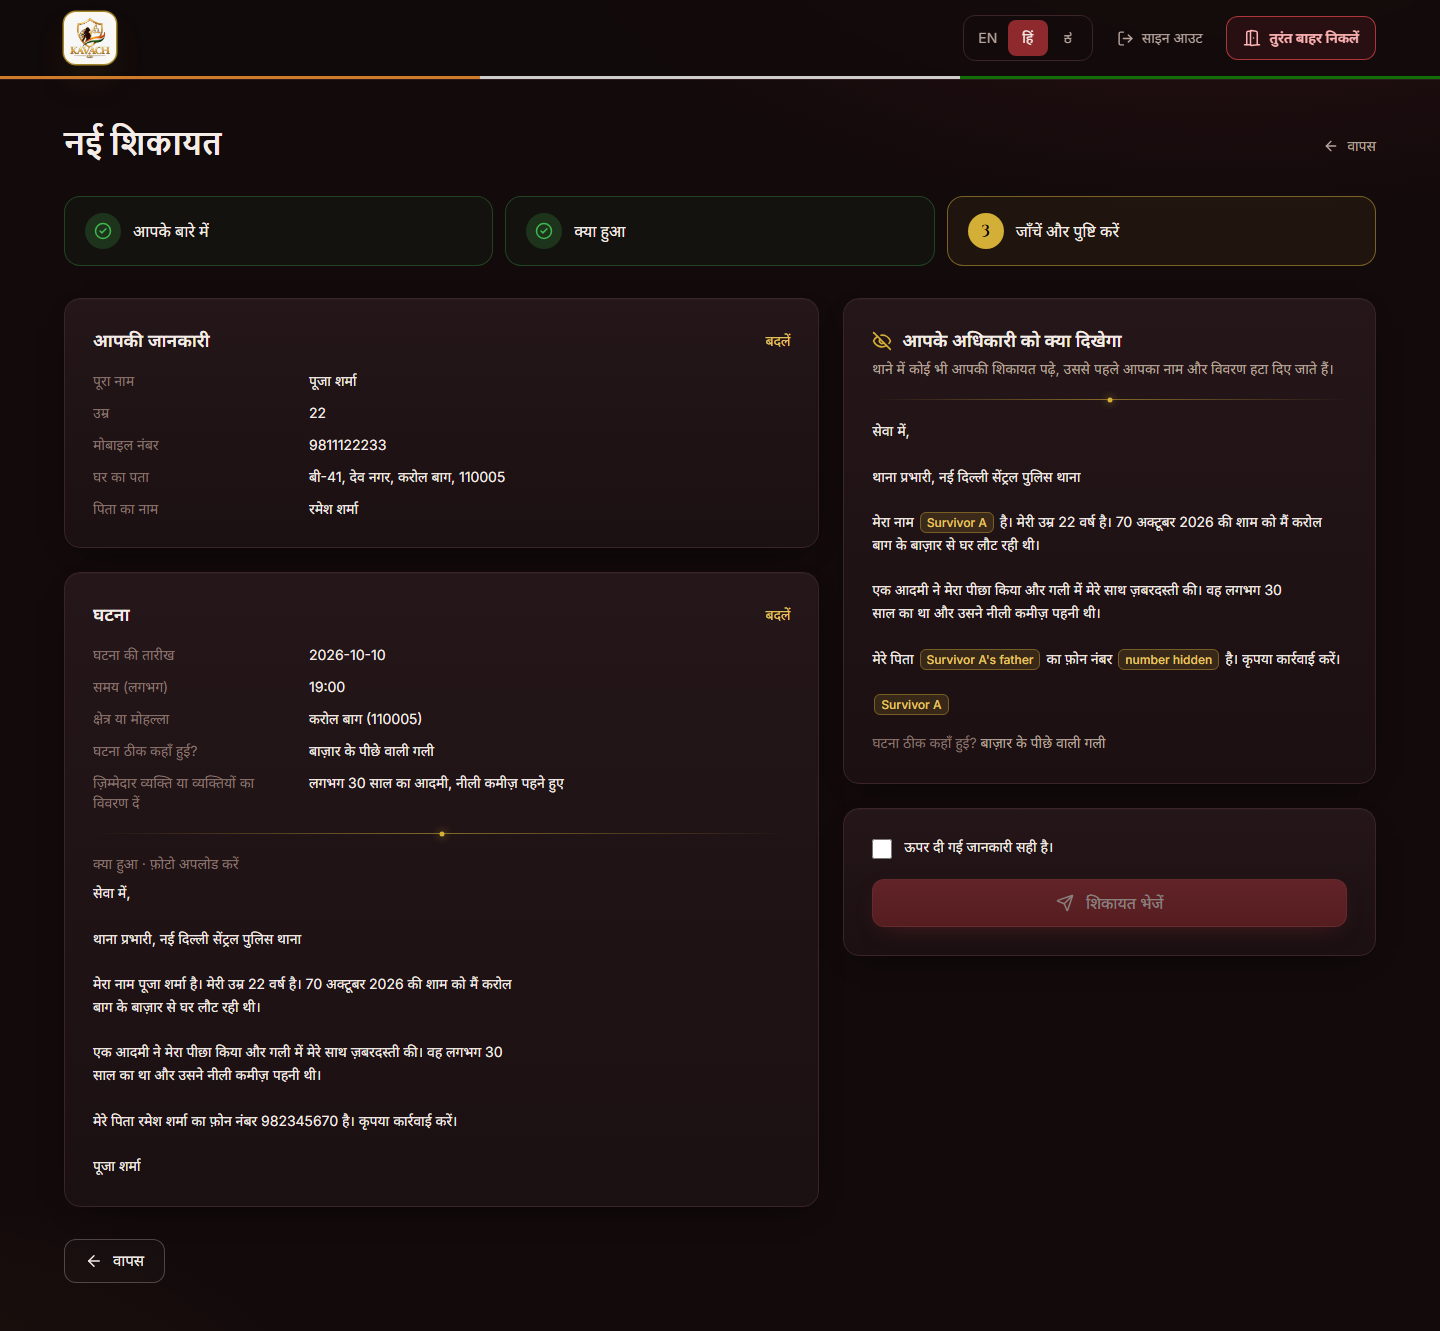 KAVACH
EN
हिं
ಕ
साइन आउट
तुरंत बाहर निकलें
नई शिकायत
वापस
आपके बारे में
क्या हुआ
3
जाँचें और पुष्टि करें
आपकी जानकारी
बदलें
पूरा नाम
पूजा शर्मा
उम्र
22
मोबाइल नंबर
9811122233
घर का पता
बी-41, देव नगर, करोल बाग, 110005
पिता का नाम
रमेश शर्मा
घटना
बदलें
घटना की तारीख
2026-10-10
समय (लगभग)
19:00
क्षेत्र या मोहल्ला
करोल बाग (110005)
घटना ठीक कहाँ हुई?
बाज़ार के पीछे वाली गली
ज़िम्मेदार व्यक्ति या व्यक्तियों का
विवरण दें
लगभग 30 साल का आदमी, नीली कमीज़ पहने हुए
क्या हुआ · फ़ोटो अपलोड करें
सेवा में,
थाना प्रभारी, नई दिल्ली सेंट्रल पुलिस थाना
मेरा नाम पूजा शर्मा है। मेरी उम्र 22 वर्ष है। 70 अक्टूबर 2026 की शाम को मैं करोल
बाग के बाज़ार से घर लौट रही थी।
एक आदमी ने मेरा पीछा किया और गली में मेरे साथ ज़बरदस्ती की। वह लगभग 30
साल का था और उसने नीली कमीज़ पहनी थी।
मेरे पिता रमेश शर्मा का फ़ोन नंबर 982345670 है। कृपया कार्रवाई करें।
पूजा शर्मा
आपके अधिकारी को क्या दिखेगा
थाने में कोई भी आपकी शिकायत पढ़े, उससे पहले आपका नाम और विवरण हटा दिए जाते हैं।
सेवा में,
थाना प्रभारी, नई दिल्ली सेंट्रल पुलिस थाना
मेरा नाम Survivor A है। मेरी उम्र 22 वर्ष है। 70 अक्टूबर 2026 की शाम को मैं करोल
बाग के बाज़ार से घर लौट रही थी।
एक आदमी ने मेरा पीछा किया और गली में मेरे साथ ज़बरदस्ती की। वह लगभग 30
साल का था और उसने नीली कमीज़ पहनी थी।
मेरे पिता Survivor A's father का फ़ोन नंबर number hidden है। कृपया कार्रवाई करें।
Survivor A
घटना ठीक कहाँ हुई? बाज़ार के पीछे वाली गली
ऊपर दी गई जानकारी सही है।
शिकायत भेजें
वापस